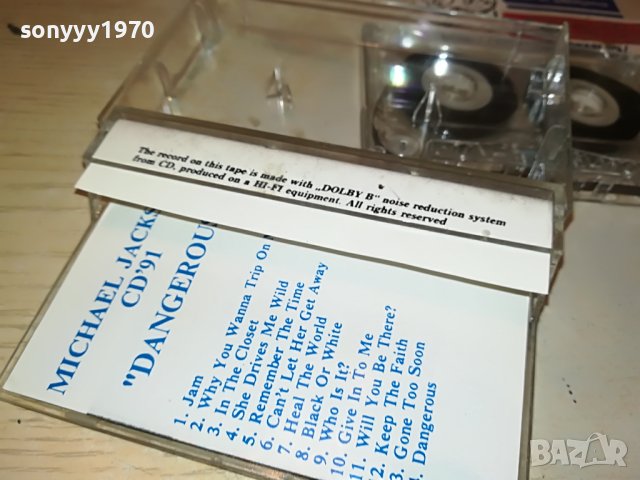 sonyyy1970
The record on this tape is made with „DOLBY B" noise reduction system
from CD, produced on a HI-FI equipment. All rights reserved
MICHAEL JACKS
CD'91
"DANGEROUS
1. Jam
2. Why You Wanna Trip On
3. In The Closet
4. She Drives Me Wild
5. Remember The Time
6. Can't Let Her Get Away
7. Heal The World
8. Black Or White
9. Who Is It?
10. Give In To Me
11. Will You Be There?
12. Keep The Faith
3. Gone Too Soon
Dangerous
BAZAR